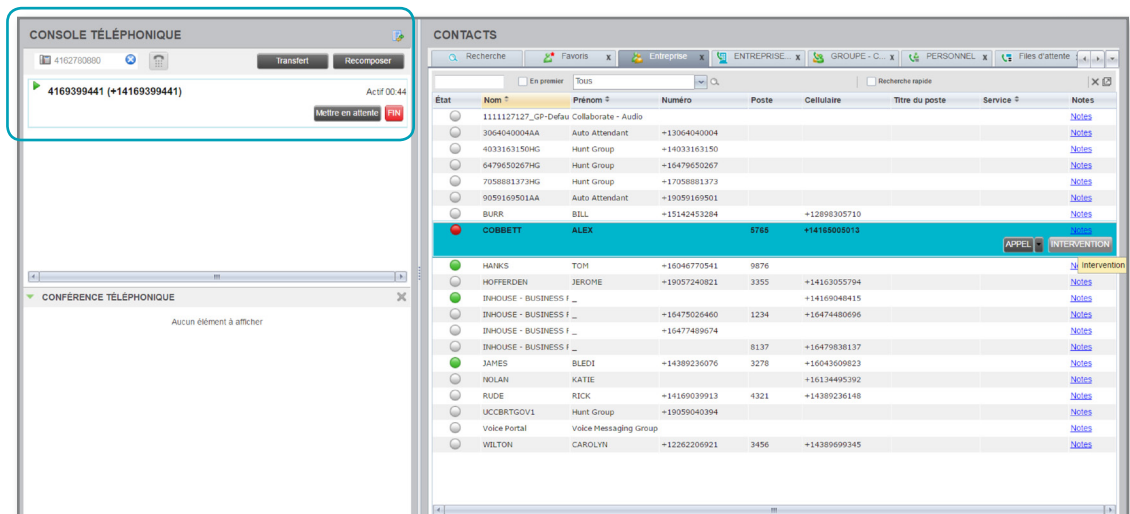 CONSOLE TÉLÉPHONIQUE
4162780880 Transfert Recomposer
4169399441 (+14169399441) Actif 00:44
Mettre en attente FIN
CONFÉRENCE TÉLÉPHONIQUE
Aucun élément à afficher
CONTACTS
Recherche Favoris x Entreprise x ENTREPRISE... x GROUPE - C... x PERSONNEL x Files d'attente
En premier Tous Recherche rapide
État Nom Prénom Numéro Poste Cellulaire Titre du poste Service Notes
1111127127_GP-Defau Collaborate - Audio Notes
3064040004AA Auto Attendant +13064040004 Notes
4033163150HG Hunt Group +14033163150 Notes
6479650267HG Hunt Group +16479650267 Notes
7058881373HG Hunt Group +17058881373 Notes
9059169501AA Auto Attendant +19059169501 Notes
BURR BILL +15142453284 +12898305710 Notes
COBBETT ALEX 5765 +14165005013 Notes
APPEL INTERVENTION
HANKS TOM +16046770541 9876 Intervention
HOFFERDEN JEROME +19057240821 3355 +14163055794 Notes
INHOUSE - BUSINESS F _ +14169048415 Notes
INHOUSE - BUSINESS F _ +16475026460 1234 +16474480696 Notes
INHOUSE - BUSINESS F _ +16477489674 Notes
INHOUSE - BUSINESS F _ 8137 +16479838137 Notes
JAMES BLEDI +14389236076 3278 +16043609823 Notes
NOLAN KATIE +16134495392 Notes
RUDE RICK +14169039913 4321 +14389236148 Notes
UCCBRTGOV1 Hunt Group +19059040394 Notes
Voice Portal Voice Messaging Group Notes
WILTON CAROLYN +12262206921 3456 +14389699345 Notes